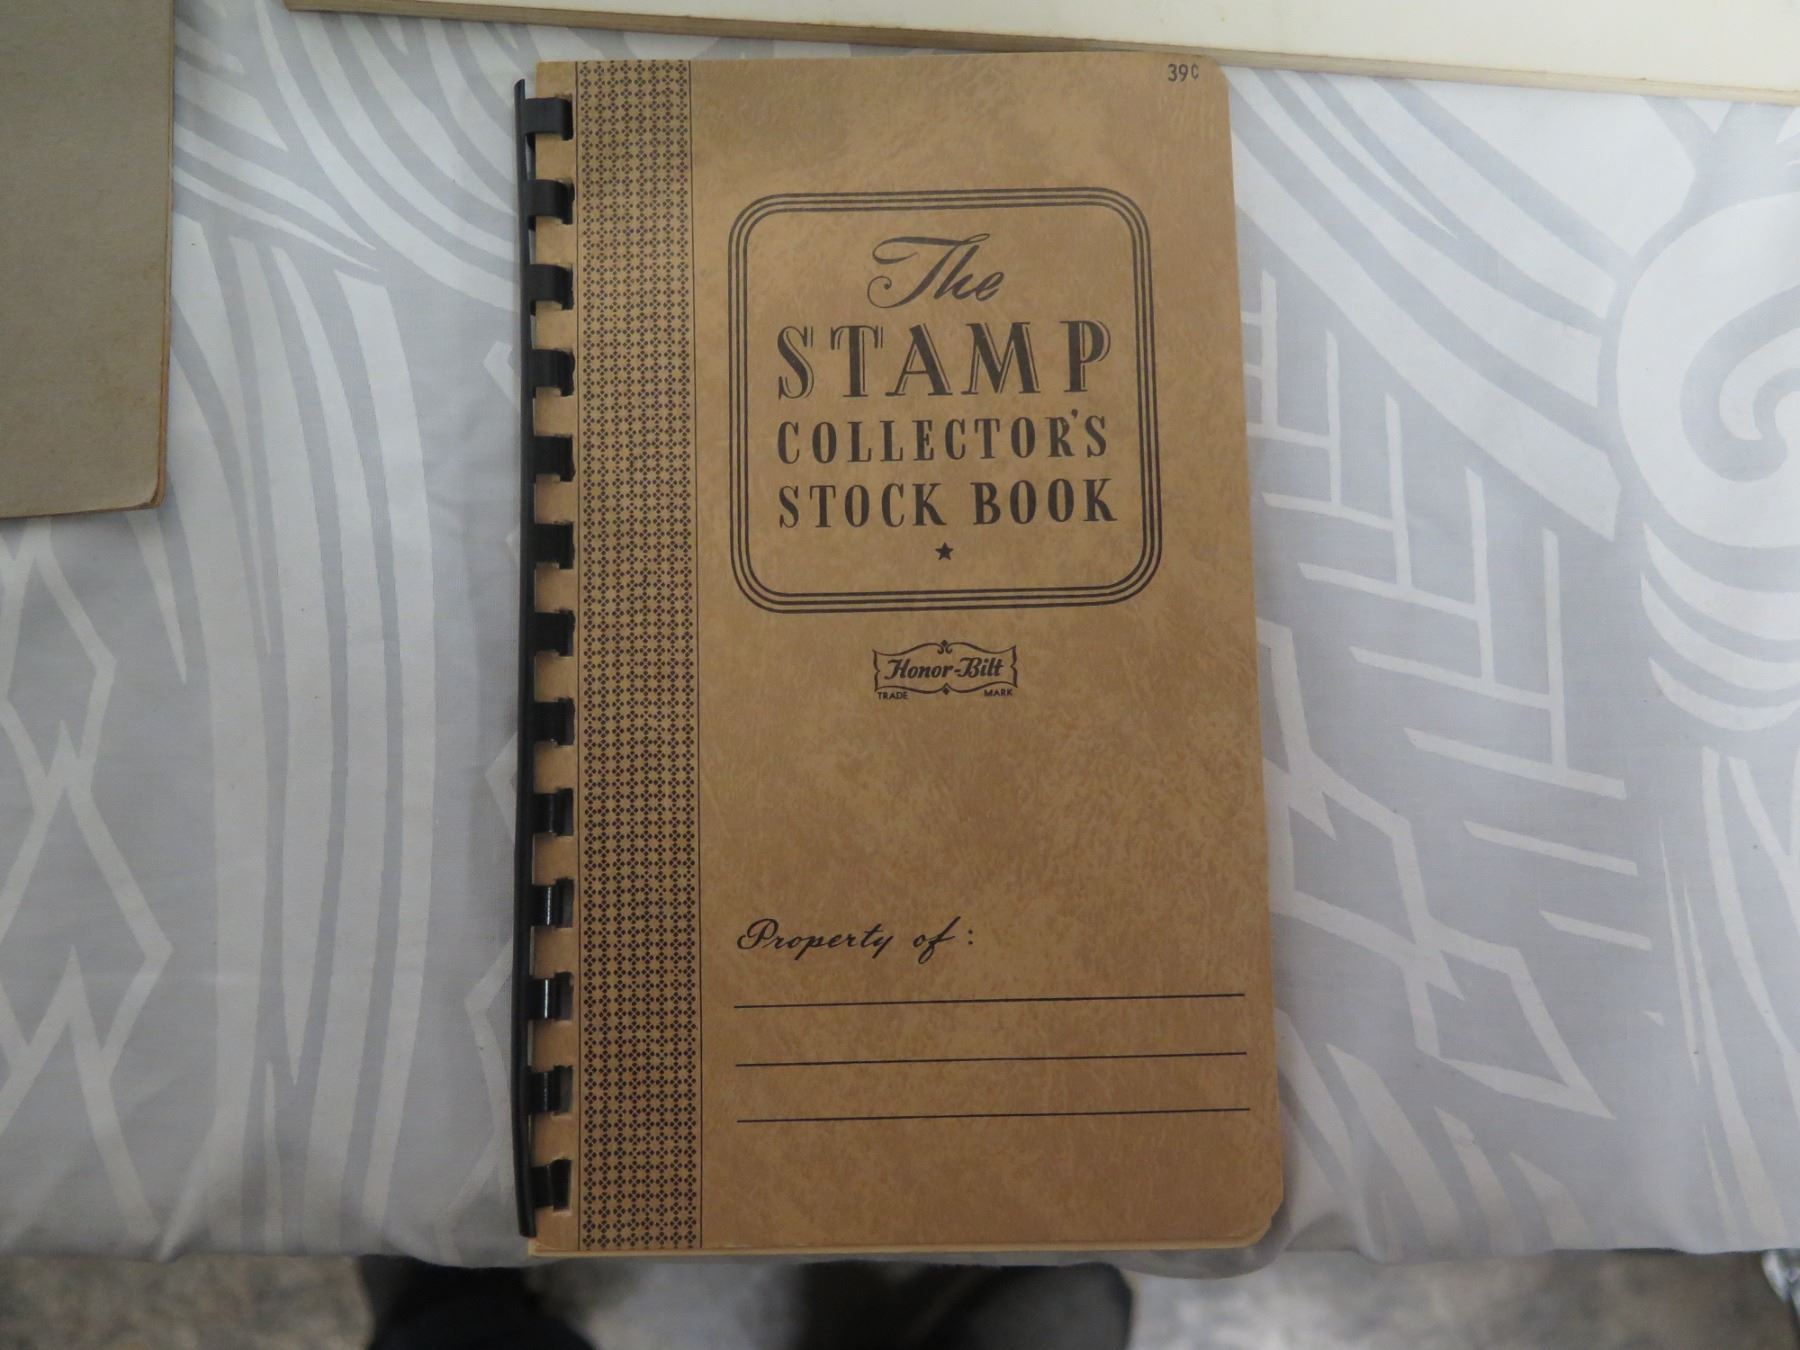 39¢
The
STAMP
COLLECTOR'S
STOCK BOOK
Honor-Bilt
TRADE MARK
Property of: